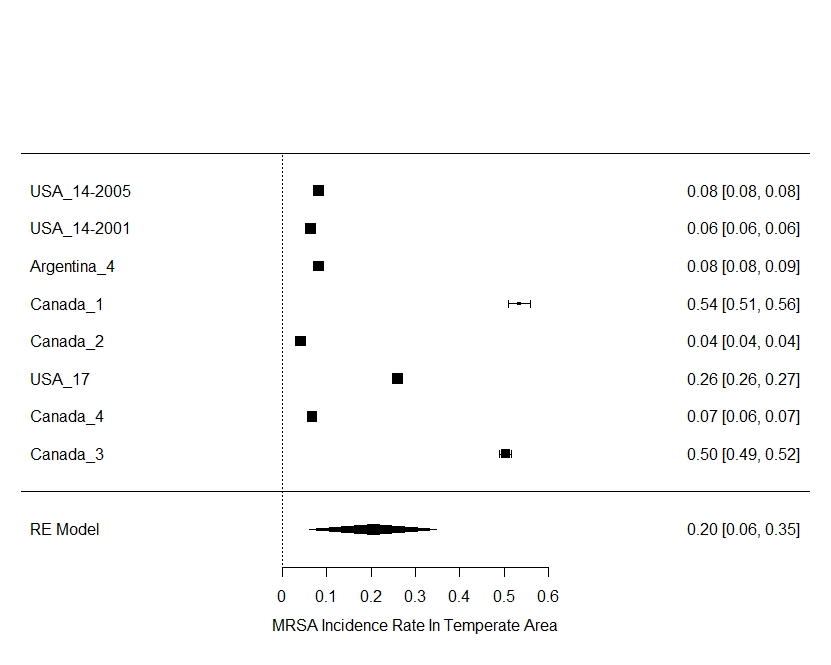 USA_14-2005 0.08 [0.08, 0.08]
USA_14-2001 0.06 [0.06, 0.06]
Argentina_4 0.08 [0.08, 0.09]
Canada_1 0.54 [0.51, 0.56]
Canada_2 0.04 [0.04, 0.04]
USA_17 0.26 [0.26, 0.27]
Canada_4 0.07 [0.06, 0.07]
Canada_3 0.50 [0.49, 0.52]
RE Model 0.20 [0.06, 0.35]
0 0.1 0.2 0.3 0.4 0.5 0.6
MRSA Incidence Rate In Temperate Area